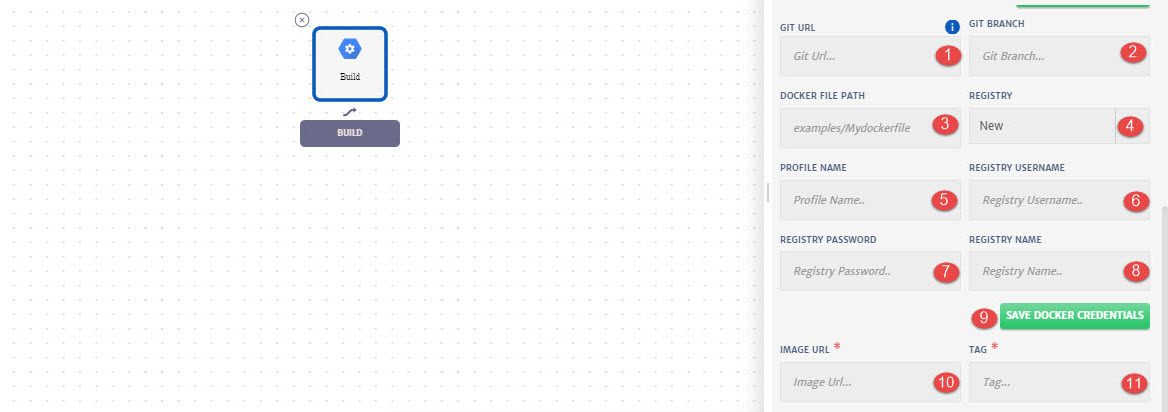 Build
BUILD
GIT URL
i
GIT BRANCH
Git Url...
1
Git Branch...
2
DOCKER FILE PATH
REGISTRY
examples/Mydockerfile
3
New
4
PROFILE NAME
REGISTRY USERNAME
Profile Name..
5
Registry Username..
6
REGISTRY PASSWORD
REGISTRY NAME
Registry Password..
7
Registry Name..
8
9
SAVE DOCKER CREDENTIALS
IMAGE URL *
TAG *
Image Url...
10
Tag...
11